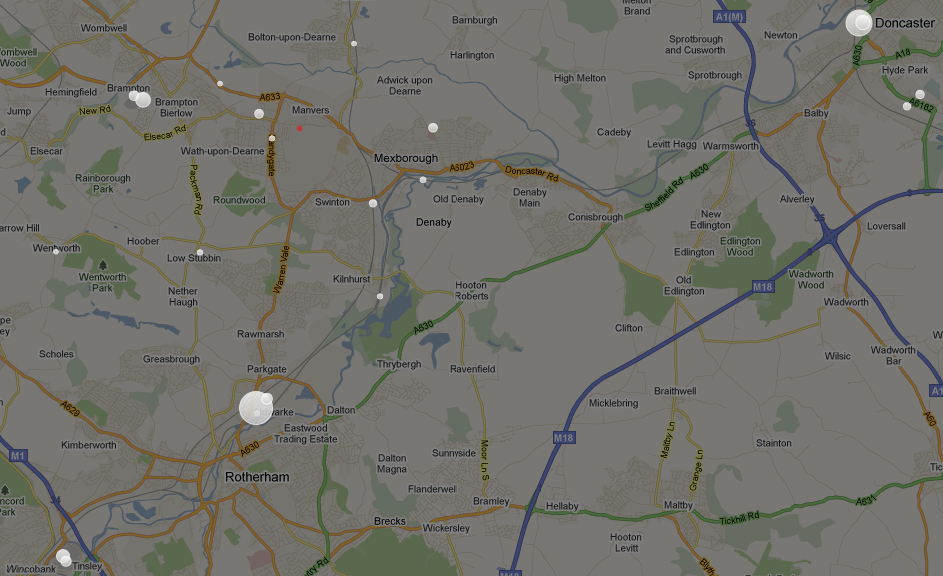 Melton
Brand
Barnburgh
A1(M)
Doncaster
Wombwell
Bolton-upon-Dearne
Newton
Sprotbrough
and Cusworth
Harlington
A630
A18
Wood
Hyde Park
High Melton
Sprotbrough
Adwick upon
Dearne
Hemingfield
Brampton
A633
Brampton
Bierlow
Manvers
A6182
Jump
New Rd
Balby
Elsecar Rd
36
Cadeby
Levitt Hagg
Warmsworth
Elsecar
Wath-upon-Dearne
Mexborough
A6023
Doncaster Rd
Sheffield Rd
A630
Rainborough
Park
Packman Rd
Roundwood
Swinton
Old Denaby
Denaby
Main
Alverley
Denaby
Conisbrough
New
Edlington
35
Loversall
Hoober
Wentworth
Edlington
Wood
Edlington
Low Stubbin
Warren Vale
Wentworth
Park
Kilnhurst
Wadworth
Wood
Old
Edlington
M18
Hooton
Roberts
Nether
Haugh
Wadworth
A630
Clifton
Rawmarsh
Scholes
Greasbrough
Wilsic
Wadworth
Bar
Thrybergh
Ravenfield
Parkgate
Braithwell
A629
Micklebring
Dalton
A60
Eastwood
Trading Estate
M18
Kimberworth
A630
Moor Ln S
Maltby Ln
Stainton
Sunnyside
M1
Dalton
Magna
Grange Ln
Rotherham
Flanderwell
34
Park
Bramley
Hellaby
Maltby
A631
Brecks
Wickersley
Tickhill Rd
Hooton
Levitt
Wincobank
Tinsley
M18